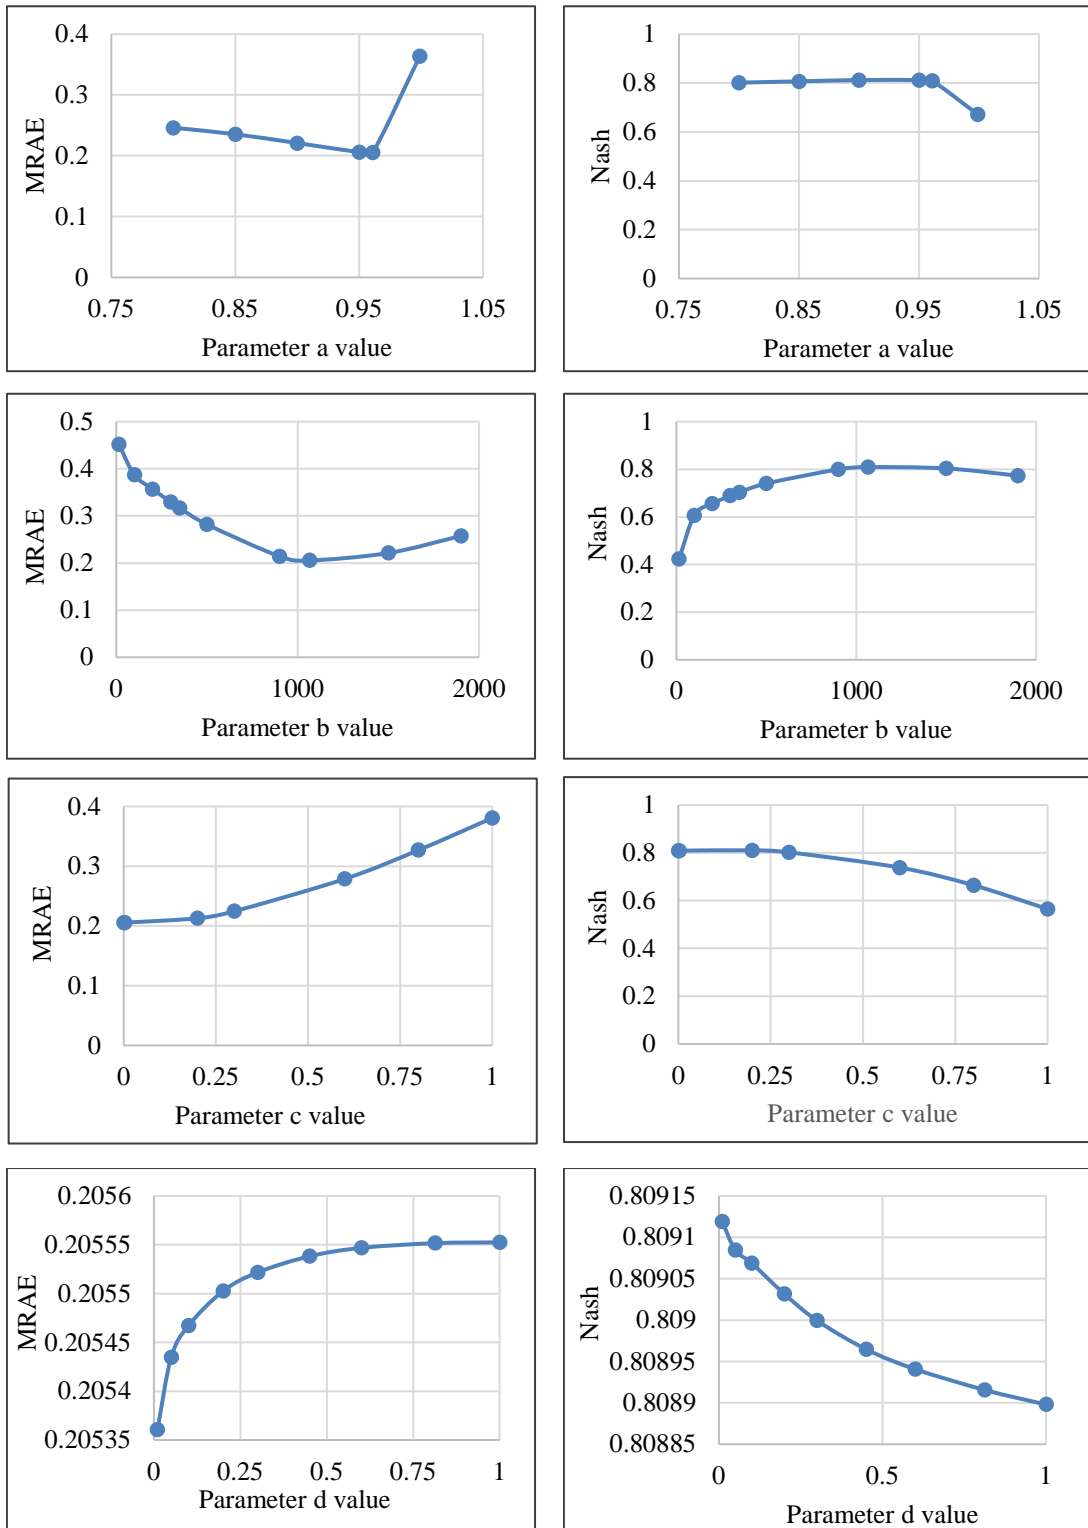 0.4
0.3
0.2
0.1
0
MRAE
0.75 0.85 0.95 1.05
Parameter a value
1
0.8
0.6
0.4
0.2
0
Nash
0.75 0.85 0.95 1.05
Parameter a value
0.5
0.4
0.3
0.2
0.1
0
MRAE
0 1000 2000
Parameter b value
1
0.8
0.6
0.4
0.2
0
Nash
0 1000 2000
Parameter b value
0.4
0.3
0.2
0.1
0
MRAE
0 0.25 0.5 0.75 1
Parameter c value
1
0.8
0.6
0.4
0.2
0
Nash
0 0.25 0.5 0.75 1
Parameter c value
0.2056
0.20555
0.2055
0.20545
0.2054
0.20535
MRAE
0 0.25 0.5 0.75 1
Parameter d value
0.80915
0.8091
0.80905
0.809
0.80895
0.8089
0.80885
Nash
0 0.5 1
Parameter d value